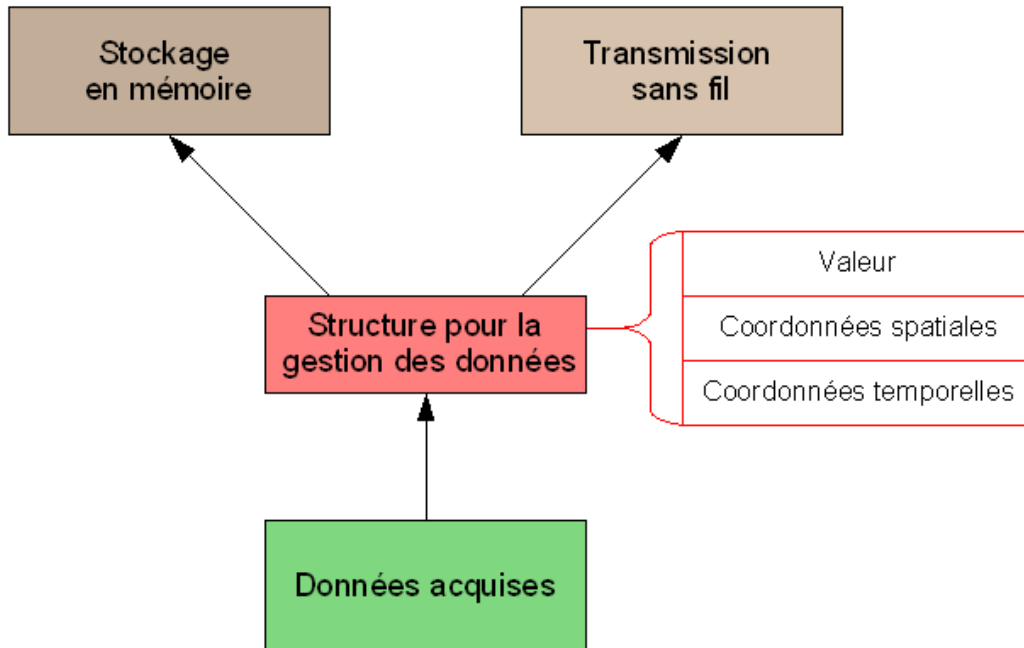 Stockage
en mémoire
Transmission
sans fil
Valeur
Structure pour la
gestion des données
Coordonnées spatiales
Coordonnées temporelles
Données acquises